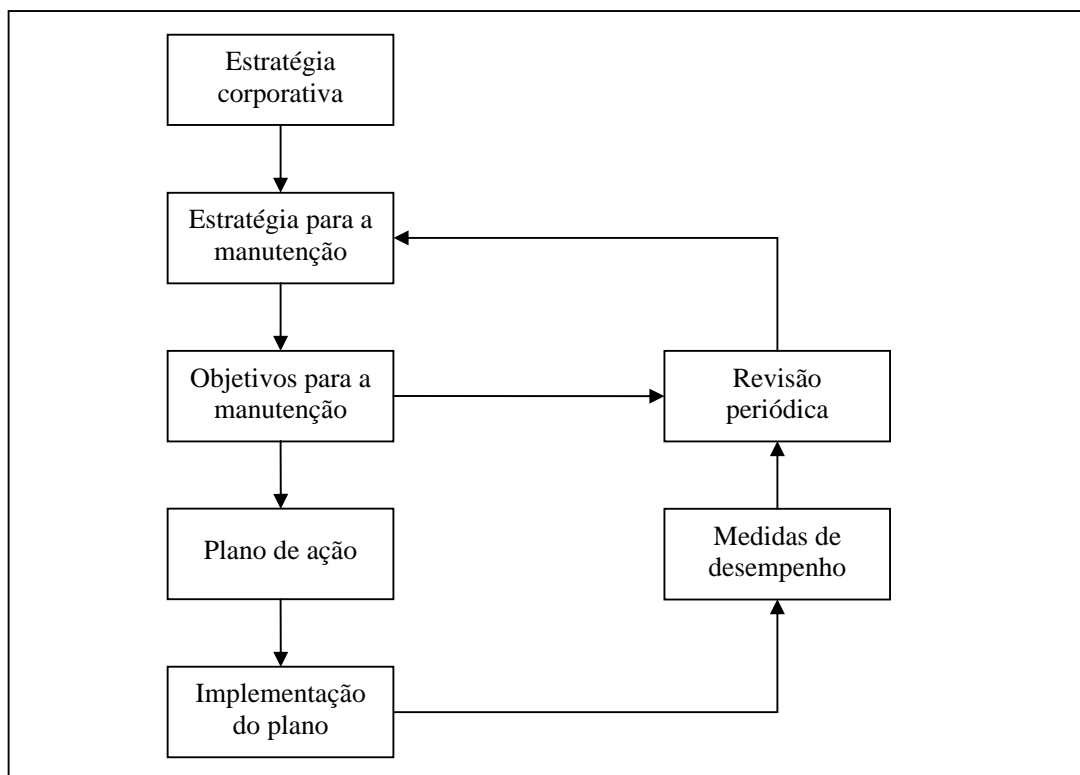 Estratégia
corporativa
Estratégia para a
manutenção
Objetivos para a
manutenção
Revisão
periódica
Plano de ação
Medidas de
desempenho
Implementação
do plano